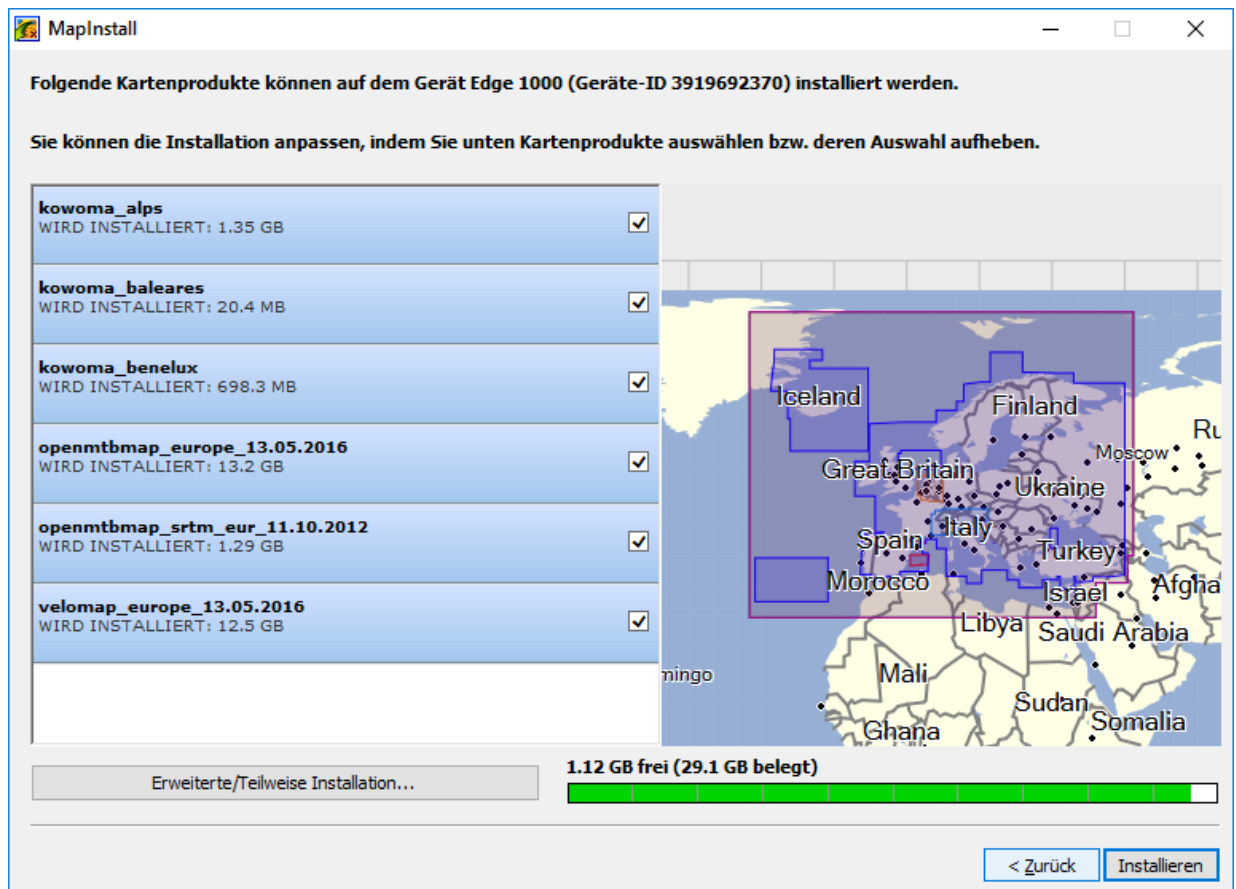 MapInstall
Folgende Kartenprodukte können auf dem Gerät Edge 1000 (Geräte-ID 3919692370) installiert werden.
Sie können die Installation anpassen, indem Sie unten Kartenprodukte auswählen bzw. deren Auswahl aufheben.
kowoma_alps
WIRD INSTALLIERT: 1.35 GB
kowoma_baleares
WIRD INSTALLIERT: 20.4 MB
kowoma_benelux
WIRD INSTALLIERT: 698.3 MB
openmtbmap_europe_13.05.2016
WIRD INSTALLIERT: 13.2 GB
openmtbmap_srtm_eur_11.10.2012
WIRD INSTALLIERT: 1.29 GB
velomap_europe_13.05.2016
WIRD INSTALLIERT: 12.5 GB
Iceland
Finland
Ru
Moscow
Great Britain
Ukraine
Italy
Spain
Turkey
Morocco
Israel
Afgha
Libya
Saudi Arabia
mingo
Mali
Sudan
Somalia
Ghana
Erweiterte/Teilweise Installation...
1.12 GB frei (29.1 GB belegt)
< Zurück
Installieren